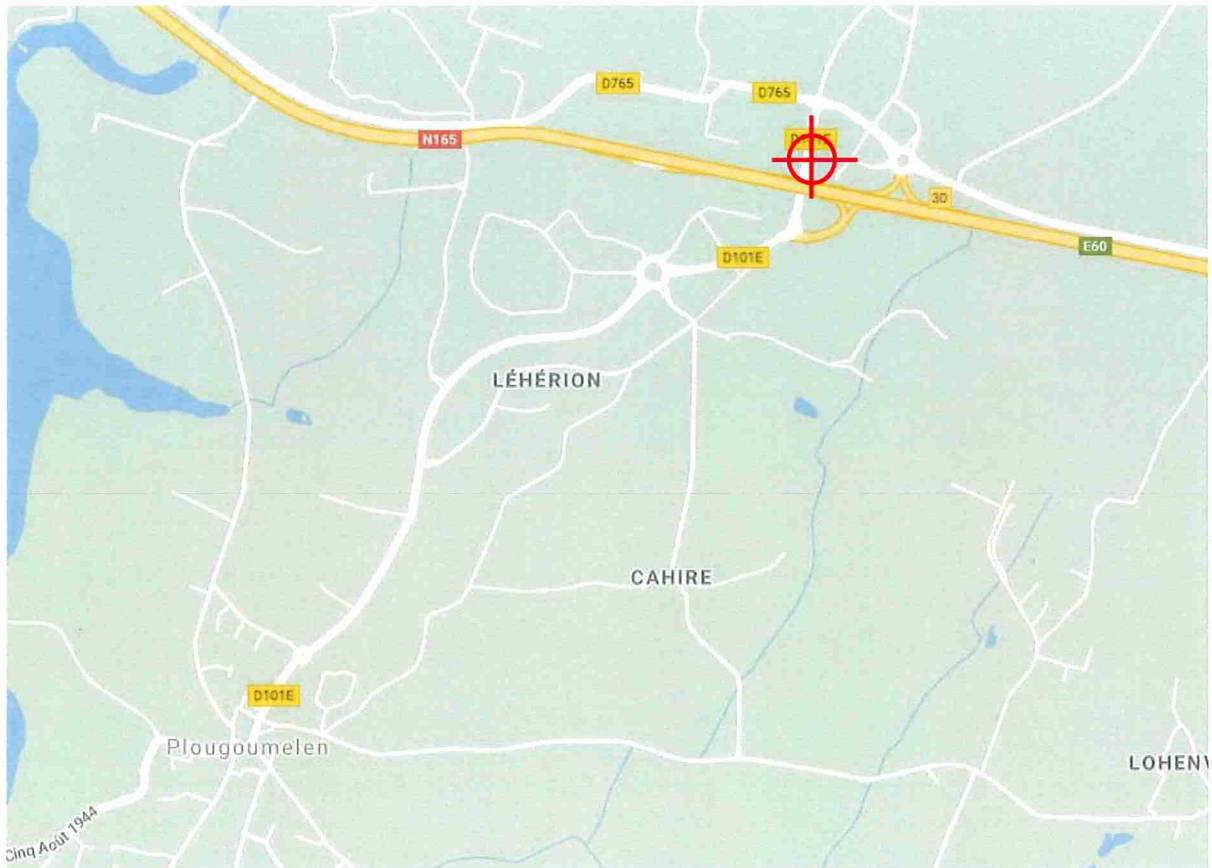 D765
D765
N165
30
E60
D101E
LÉHÉRION
CAHIRE
D101E
Plougoumelen
LOHENV
Cinq Août 1944